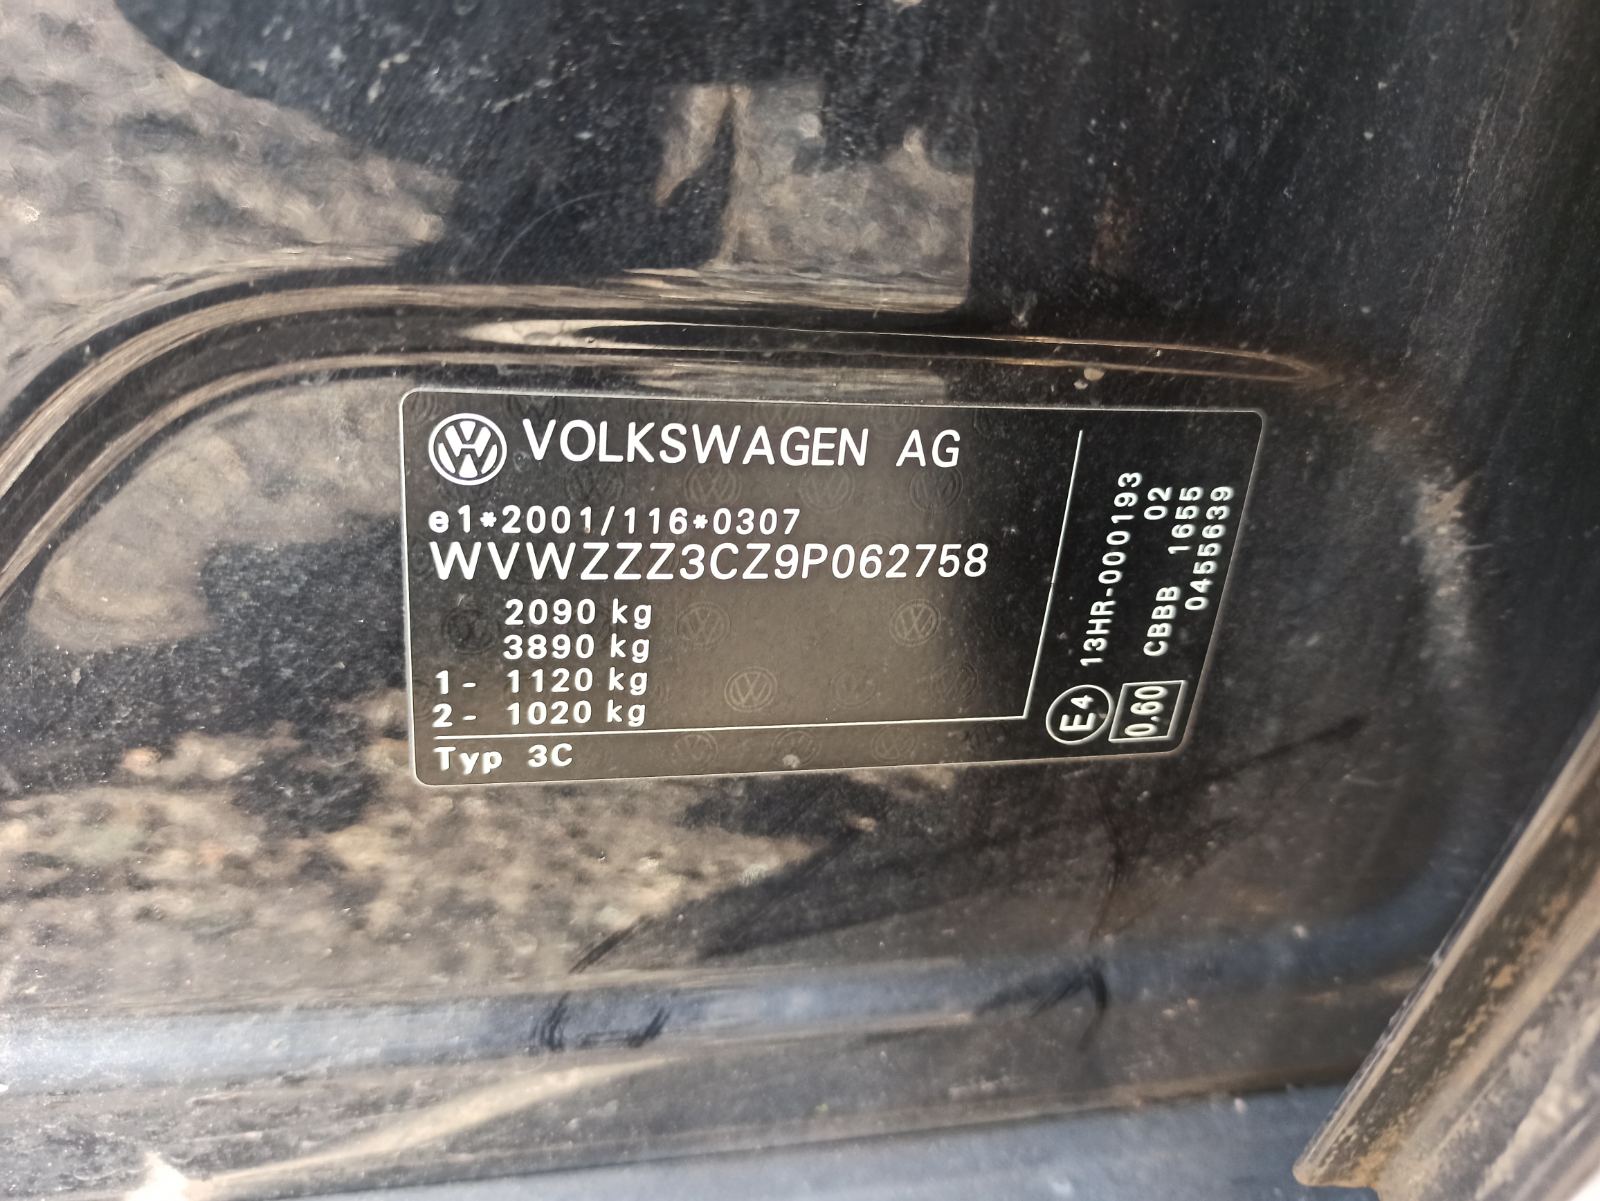 VOLKSWAGEN AG
e1*2001/116*0307
WVWZZZ3CZ9P062758
2090 kg
3890 kg
1- 1120 kg
2- 1020 kg
Typ 3C
E4 13HR-000193
02
0.60 CBBB 1655
0455639